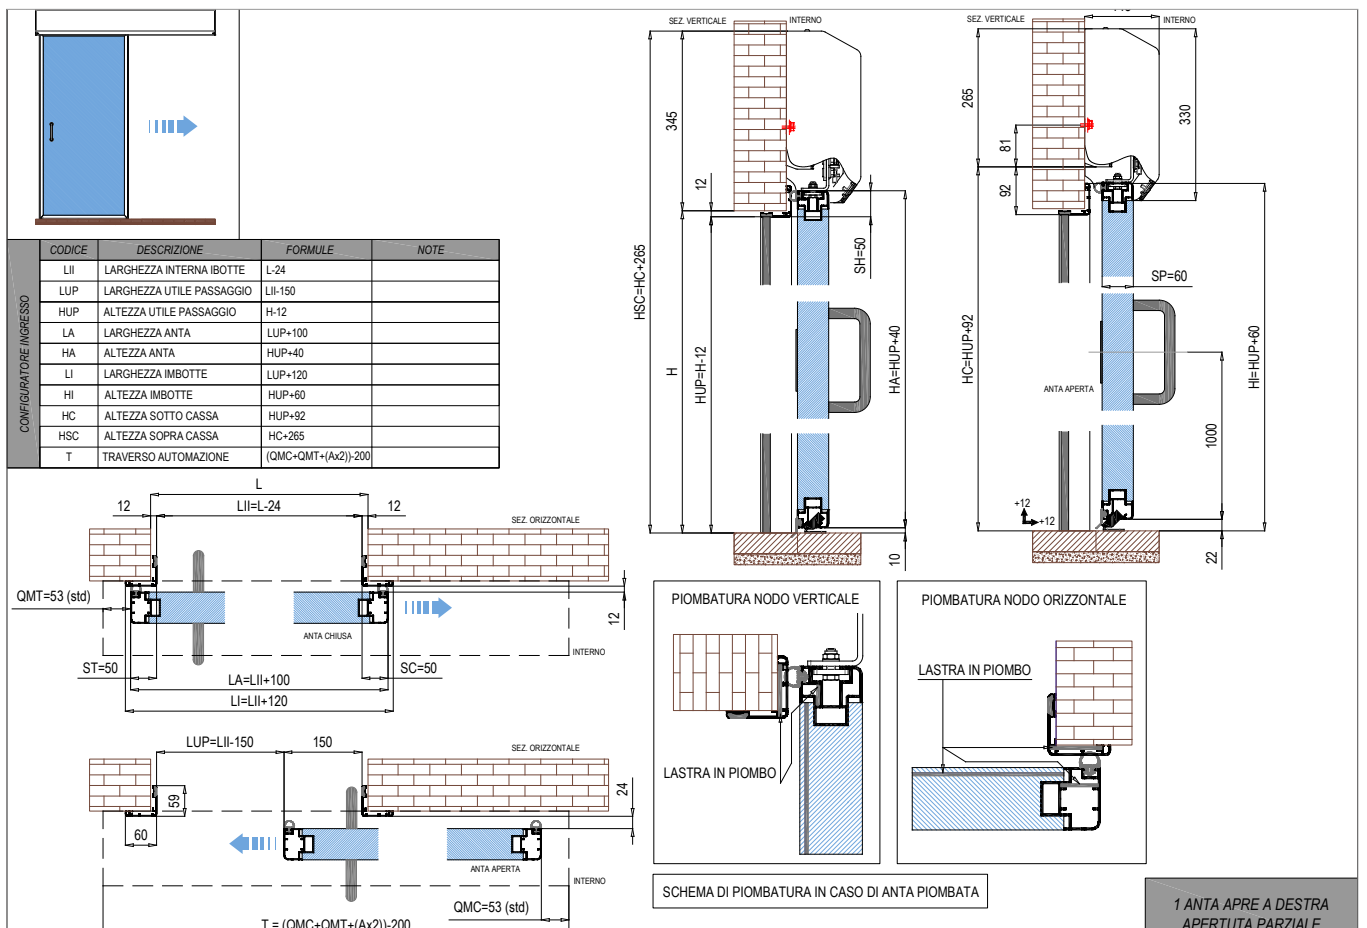 SEZ. VERTICALE
INTERNO
SEZ. VERTICALE
INTERNO
345
12
HSC=HC+265
H
HUP=H-12
SH=50
HA=HUP+40
10
265
81
92
330
HC=HUP+92
SP=60
HI=HUP+60
ANTA APERTA
1000
+12
+12
22
CONFIGURATORE INGRESSO
CODICE DESCRIZIONE FORMULE NOTE
LII LARGHEZZA INTERNA IBOTTE L-24
LUP LARGHEZZA UTILE PASSAGGIO LII-150
HUP ALTEZZA UTILE PASSAGGIO H-12
LA LARGHEZZA ANTA LUP+100
HA ALTEZZA ANTA HUP+40
LI LARGHEZZA IMBOTTE LUP+120
HI ALTEZZA IMBOTTE HUP+60
HC ALTEZZA SOTTO CASSA HUP+92
HSC ALTEZZA SOPRA CASSA HC+265
T TRAVERSO AUTOMAZIONE (QMC+QMT+(Ax2))-200
L
12 LII=L-24 12
SEZ. ORIZZONTALE
QMT=53 (std)
12
ANTA CHIUSA
INTERNO
ST=50 SC=50
LA=LII+100
LI=LII+120
LUP=LII-150 150
SEZ. ORIZZONTALE
59
60
24
ANTA APERTA
INTERNO
QMC=53 (std)
T = (QMC+QMT+(Ax2))-200
PIOMBATURA NODO VERTICALE
LASTRA IN PIOMBO
PIOMBATURA NODO ORIZZONTALE
LASTRA IN PIOMBO
SCHEMA DI PIOMBATURA IN CASO DI ANTA PIOMBATA
1 ANTA APRE A DESTRA
APERTUTA PARZIALE